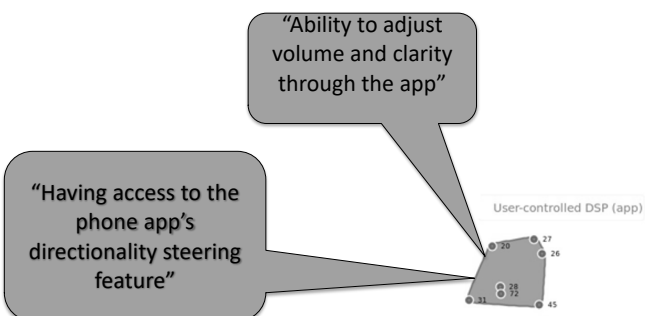 “Ability to adjust
volume and clarity
through the app”
“Having access to the
phone app’s
directionality steering
feature”
User-controlled DSP (app)
27
20
26
28
72
31
45